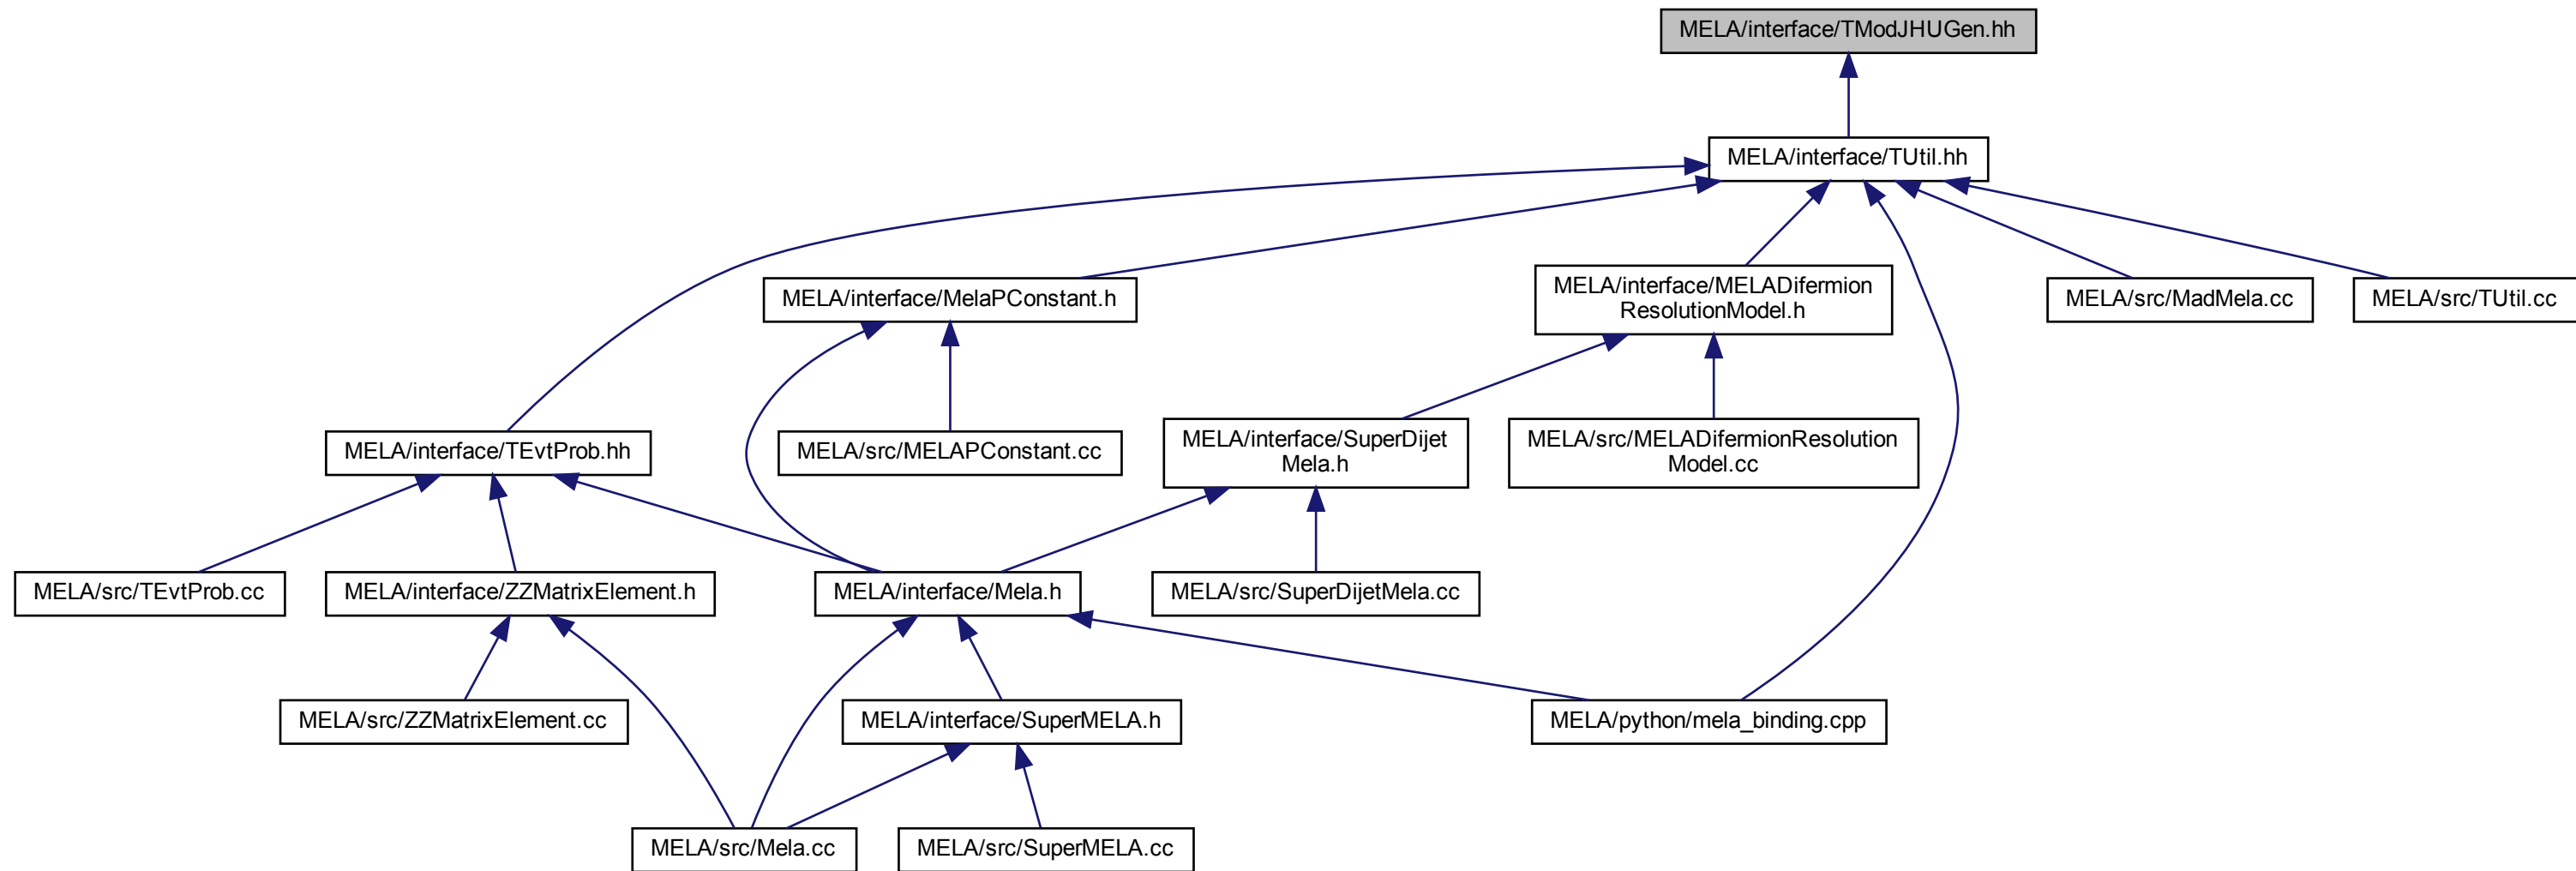 MELA/interface/TModJHUGen.hh
MELA/interface/TUtil.hh
MELA/interface/MelaPConstant.h
MELA/interface/MELADifermion
ResolutionModel.h
MELA/src/MadMela.cc
MELA/src/TUtil.cc
MELA/interface/TEvtProb.hh
MELA/src/MELAPConstant.cc
MELA/interface/SuperDijet
Mela.h
MELA/src/MELADifermionResolution
Model.cc
MELA/src/TEvtProb.cc
MELA/interface/ZZMatrixElement.h
MELA/interface/Mela.h
MELA/src/SuperDijetMela.cc
MELA/src/ZZMatrixElement.cc
MELA/interface/SuperMELA.h
MELA/python/mela_binding.cpp
MELA/src/Mela.cc
MELA/src/SuperMELA.cc